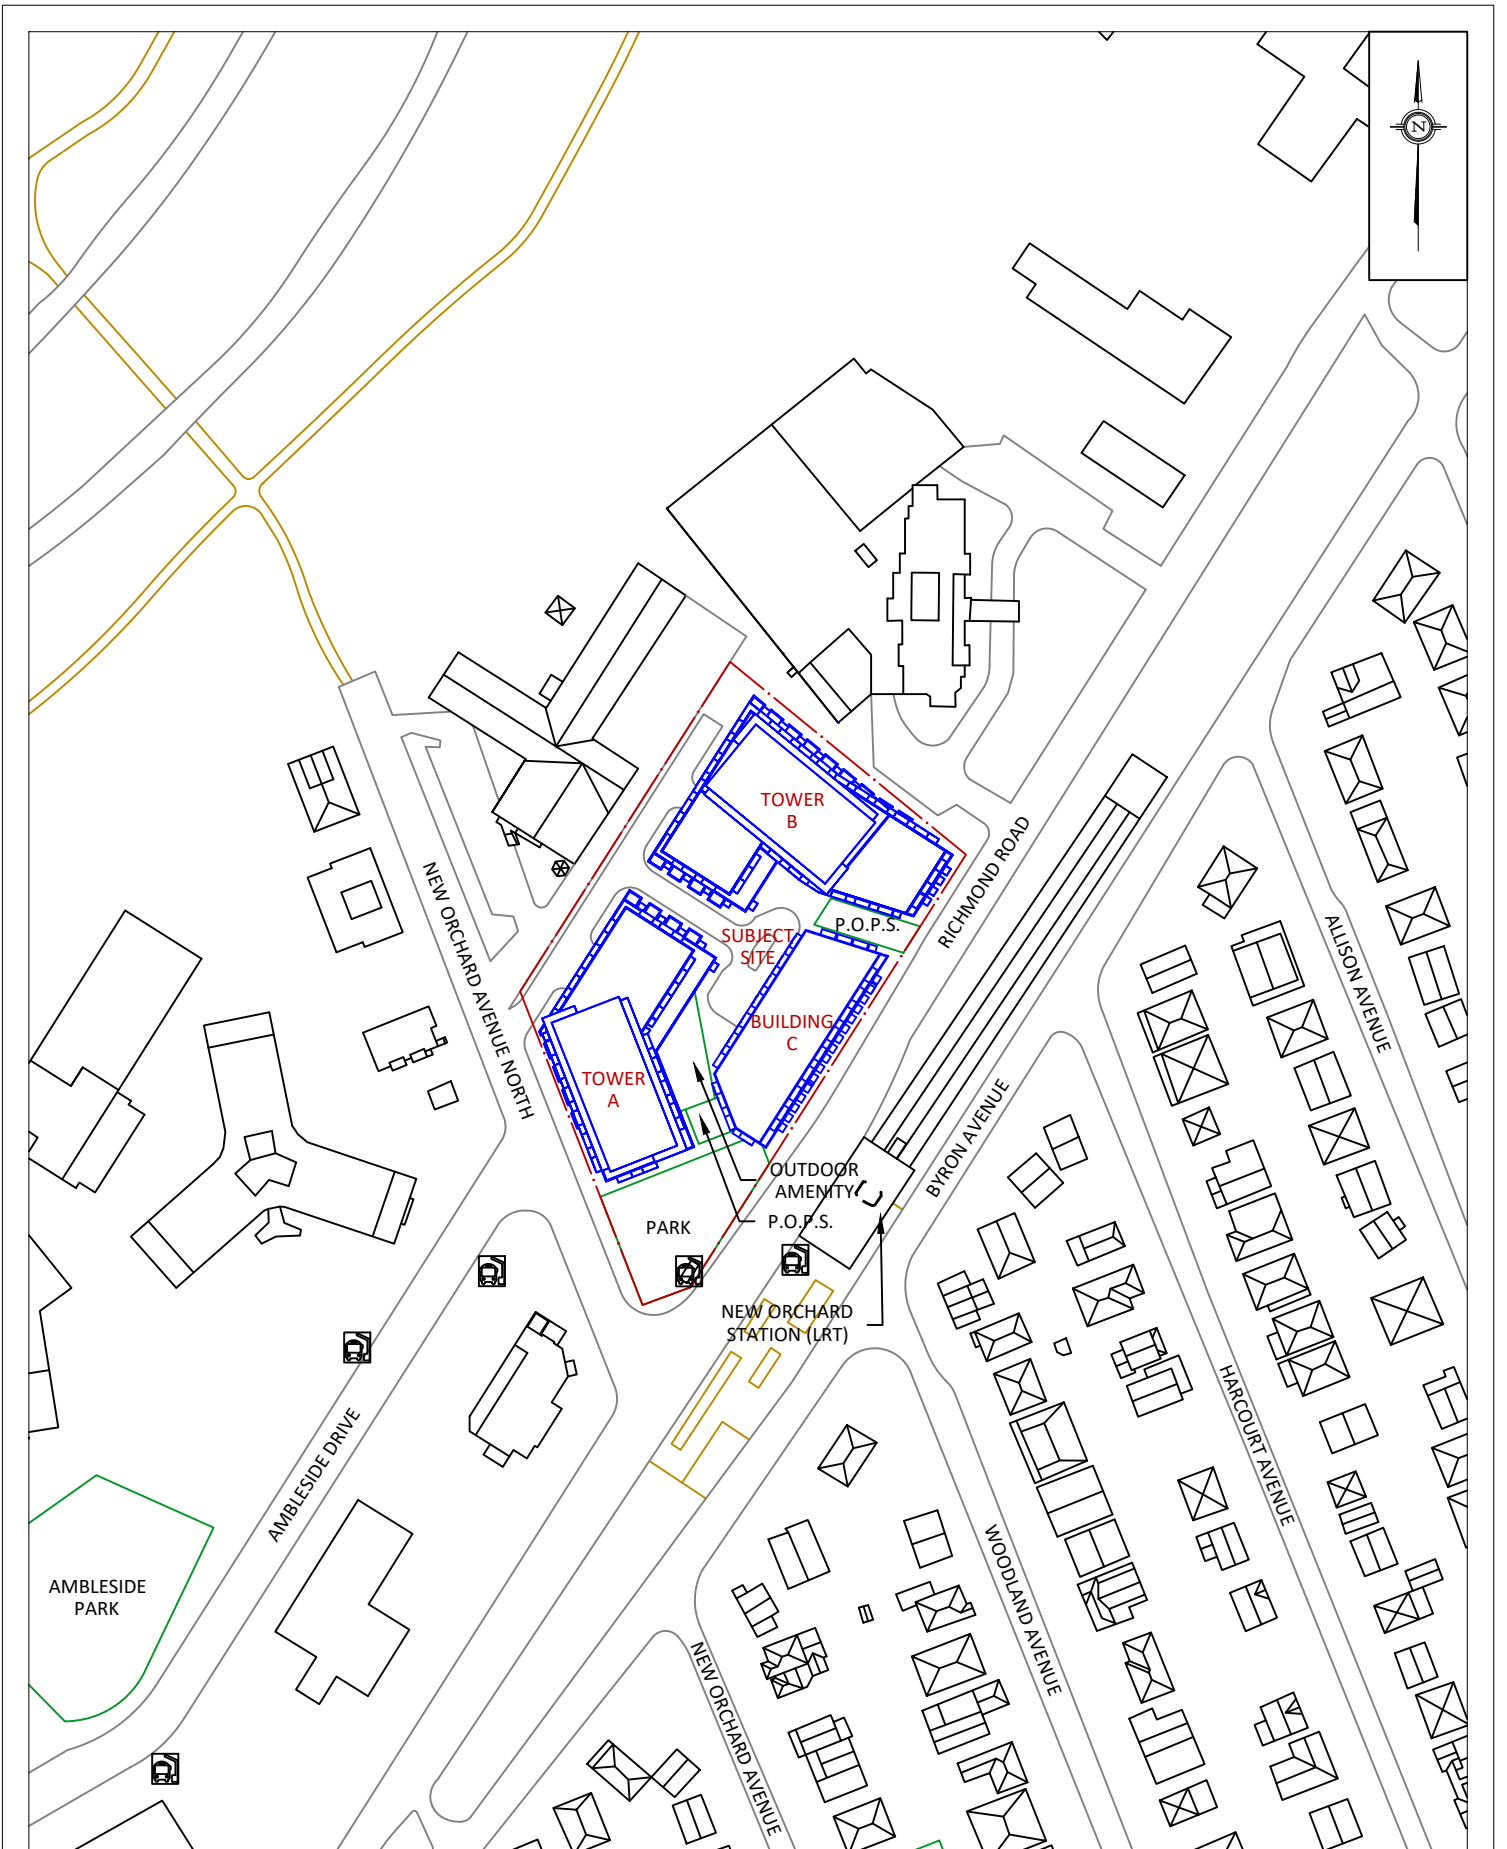 N
TOWER
B
P.O.P.S.
RICHMOND ROAD
SUBJECT
SITE
NEW ORCHARD AVENUE NORTH
BUILDING
C
ALLISON AVENUE
TOWER
A
BYRON AVENUE
OUTDOOR
AMENITY
P.O.P.S.
PARK
NEW ORCHARD
STATION (LRT)
HARCOURT AVENUE
AMBLESIDE DRIVE
WOODLAND AVENUE
AMBLESIDE
PARK
NEW ORCHARD AVENUE